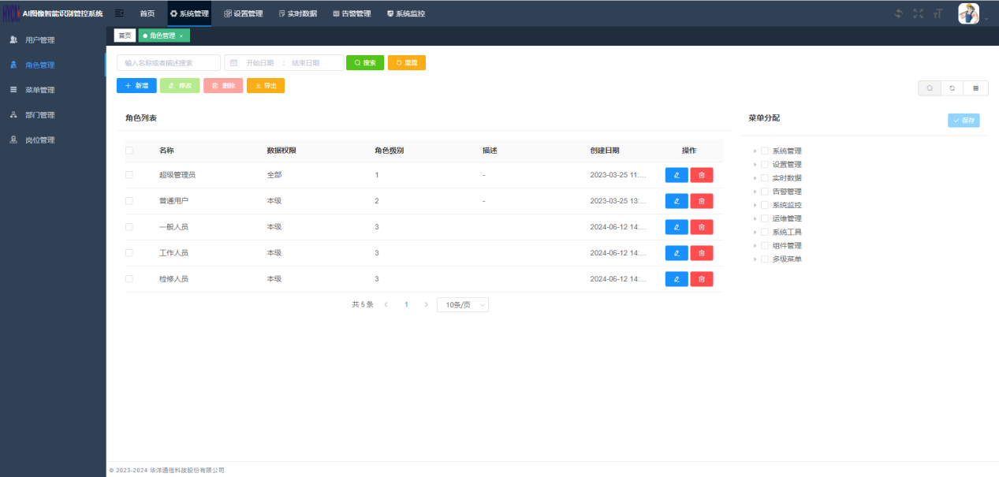 HYCN AI图像智能识别管控系统 首页 系统管理 设置管理 实时数据 告警管理 系统监控
用户管理
角色管理
菜单管理
部门管理
岗位管理
首页 角色管理 ×
输入名称或者描述搜索 开始日期 : 结束日期 搜索 重置
新增 修改 删除 导出
角色列表
名称 数据权限 角色级别 描述 创建日期 操作
超级管理员 全部 1 - 2023-03-25 11:...
普通用户 本级 2 - 2023-03-25 13:...
一般人员 本级 3 2024-06-12 14:...
工作人员 本级 3 2024-06-12 14:...
检修人员 本级 3 2024-06-12 14:...
共 5 条 1 10条/页
菜单分配 保存
系统管理
设置管理
实时数据
告警管理
系统监控
运维管理
系统工具
组件管理
多级菜单
© 2023-2024 华洋通信科技股份有限公司